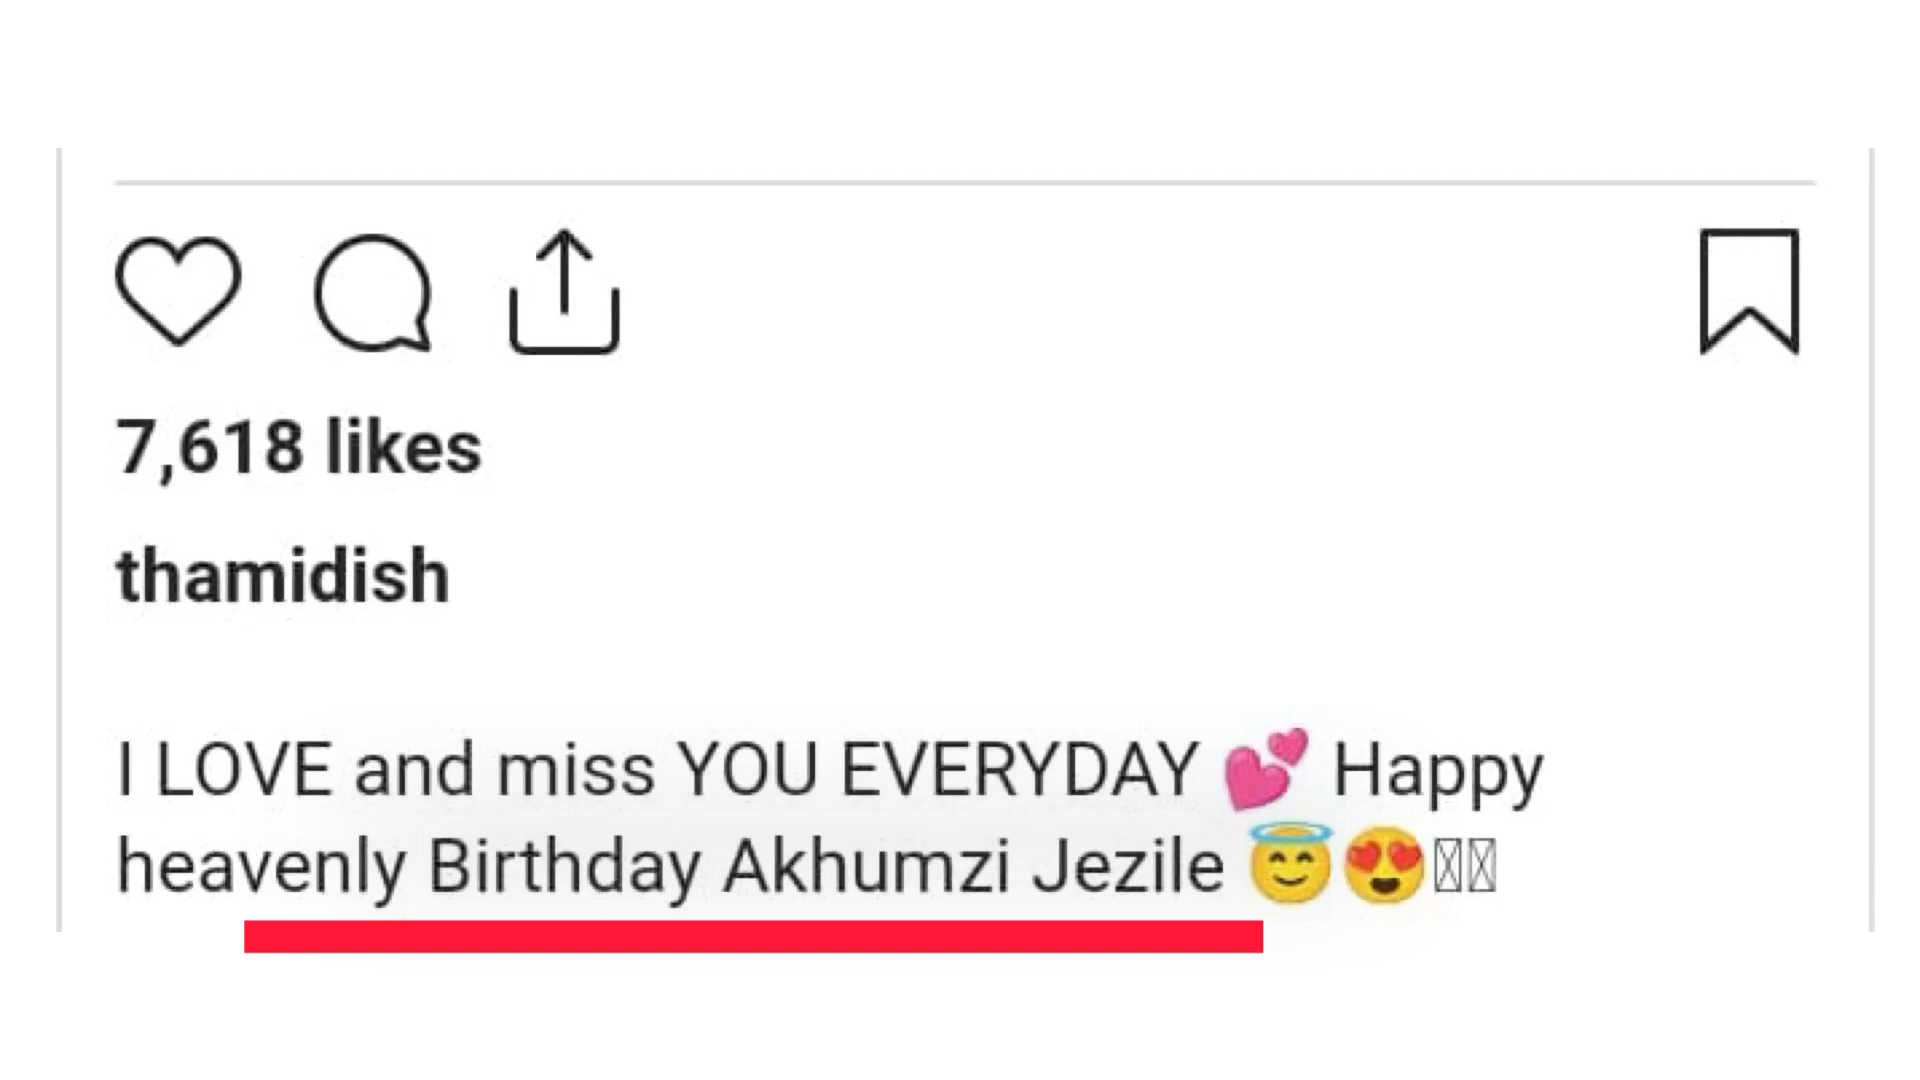 7,618 likes
thamidish
I LOVE and miss YOU EVERYDAY 💕 Happy
heavenly Birthday Akhumzi Jezile 😇😍